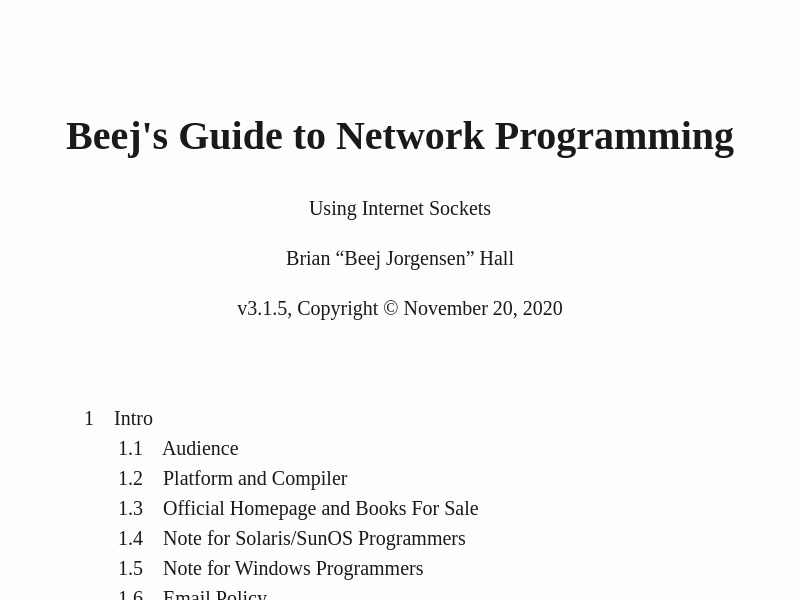 Beej's Guide to Network Programming
Using Internet Sockets
Brian “Beej Jorgensen” Hall
v3.1.5, Copyright © November 20, 2020
1 Intro
1.1 Audience
1.2 Platform and Compiler
1.3 Official Homepage and Books For Sale
1.4 Note for Solaris/SunOS Programmers
1.5 Note for Windows Programmers
1.6 Email Policy